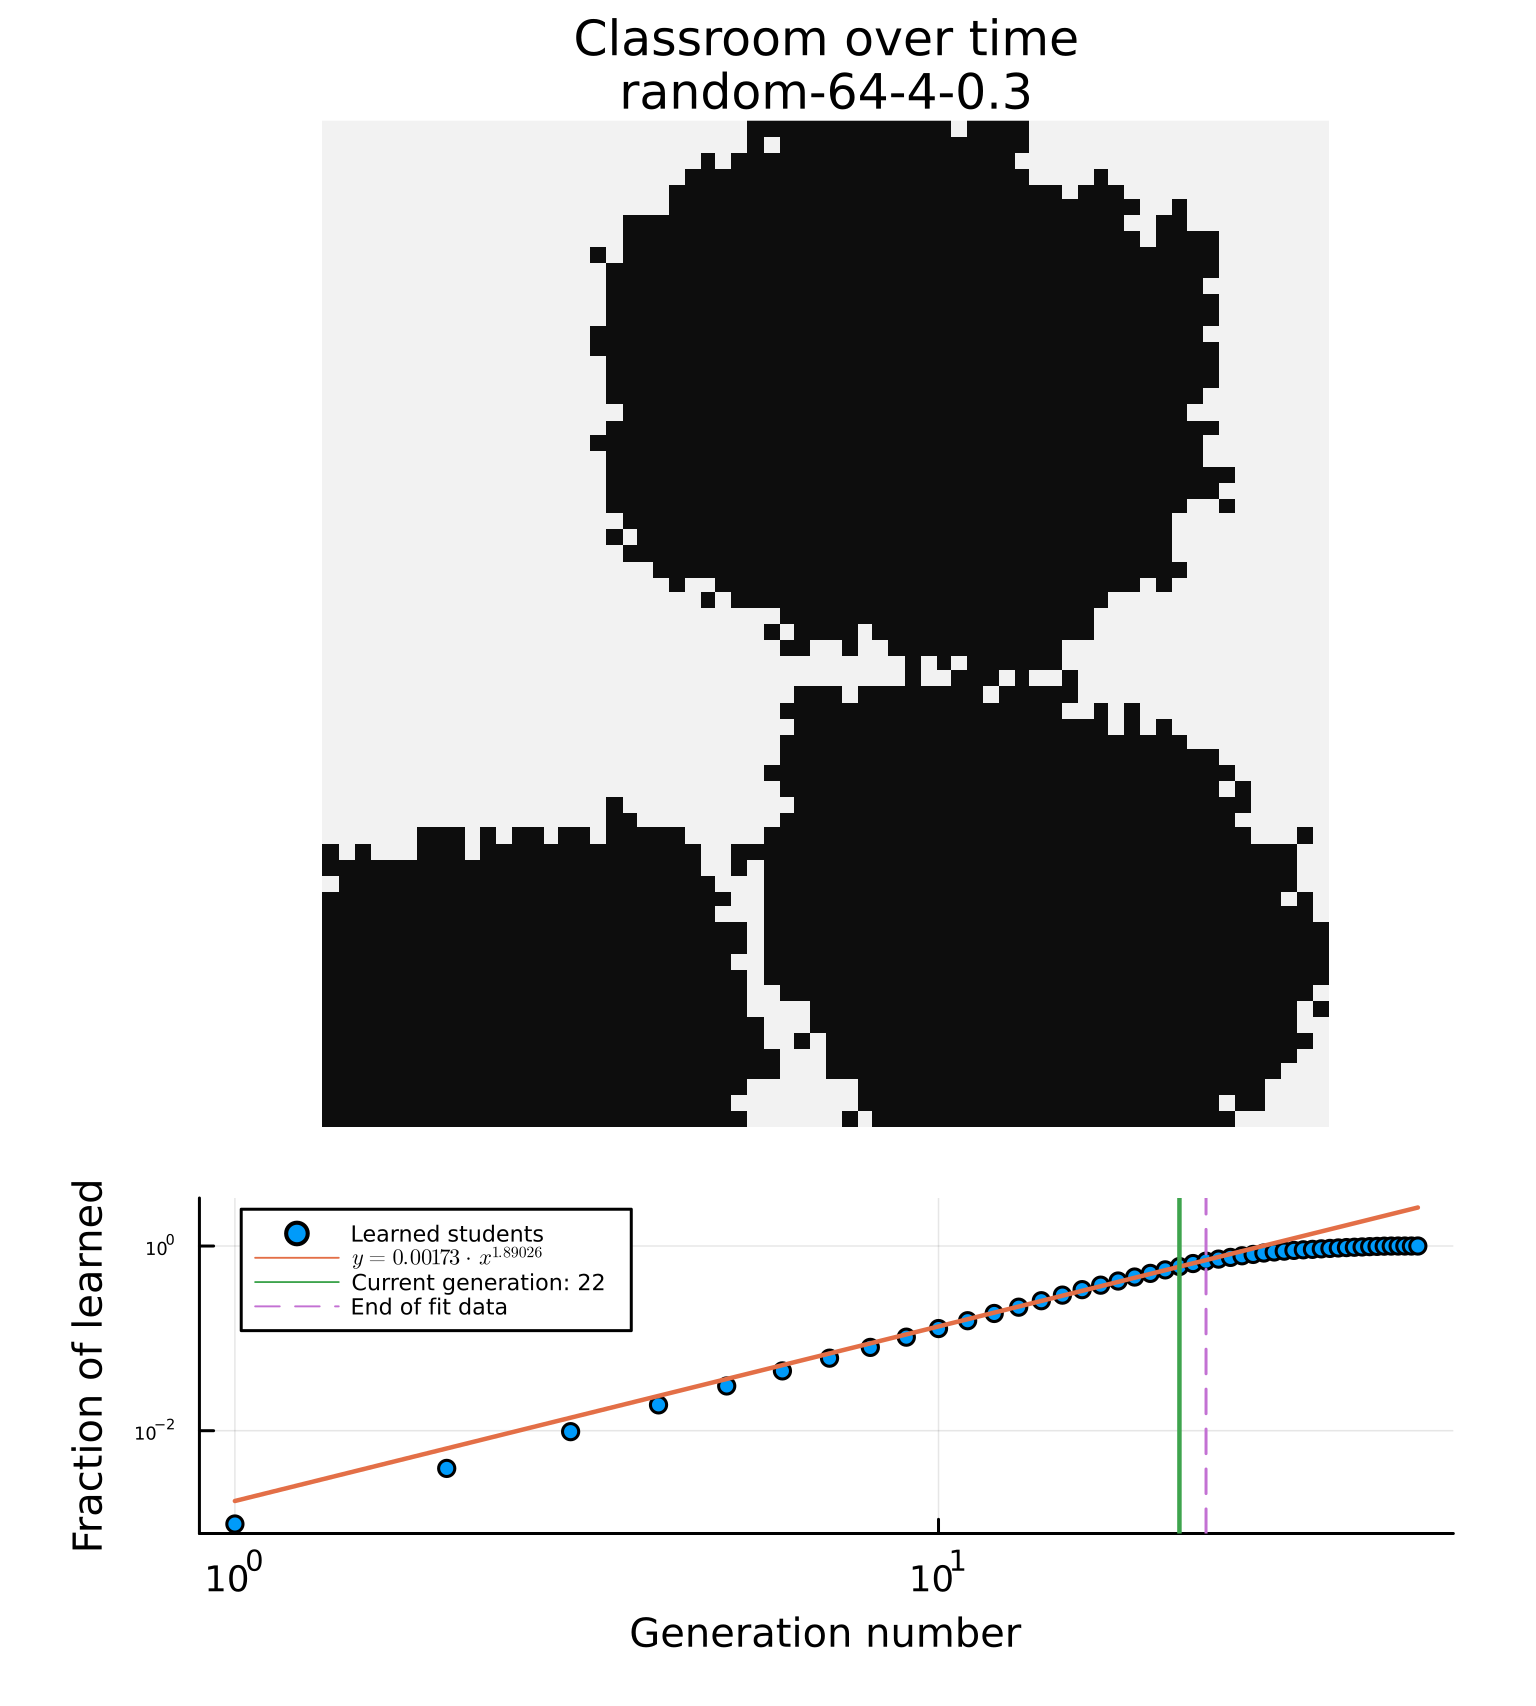 Classroom over time
random-64-4-0.3
Fraction of learned
10^0
10^-2
Learned students
y = 0.00173 · x^1.89026
Current generation: 22
End of fit data
10^0
10^1
Generation number